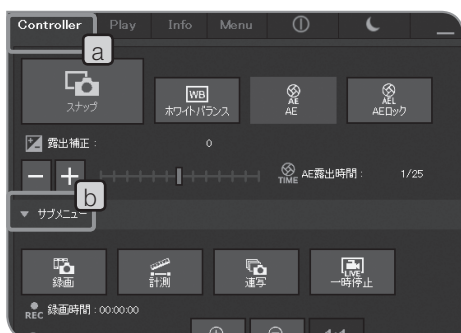 Controller Play Info Menu
a
スナップ
WB
ホワイトバランス
AE
AE
AEL
AEロック
露出補正： 0
− +
TIME AE露出時間： 1/25
b
▼ サブメニュー
録画
計測
連写
LIVE
一時停止
REC 録画時間：00:00:00